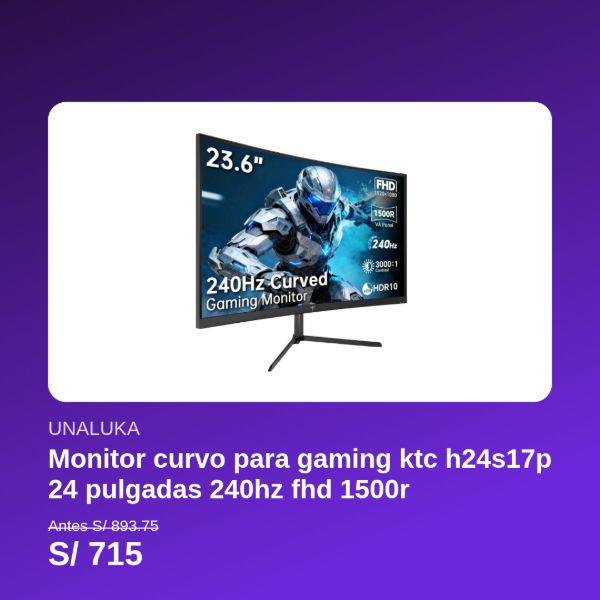 23.6"
FHD
1920×1080
1500R
VA Panel
240Hz
3000:1
Contrast
HDR10
240Hz Curved
Gaming Monitor
UNALUKA
Monitor curvo para gaming ktc h24s17p
24 pulgadas 240hz fhd 1500r
Antes S/ 893.75
S/ 715